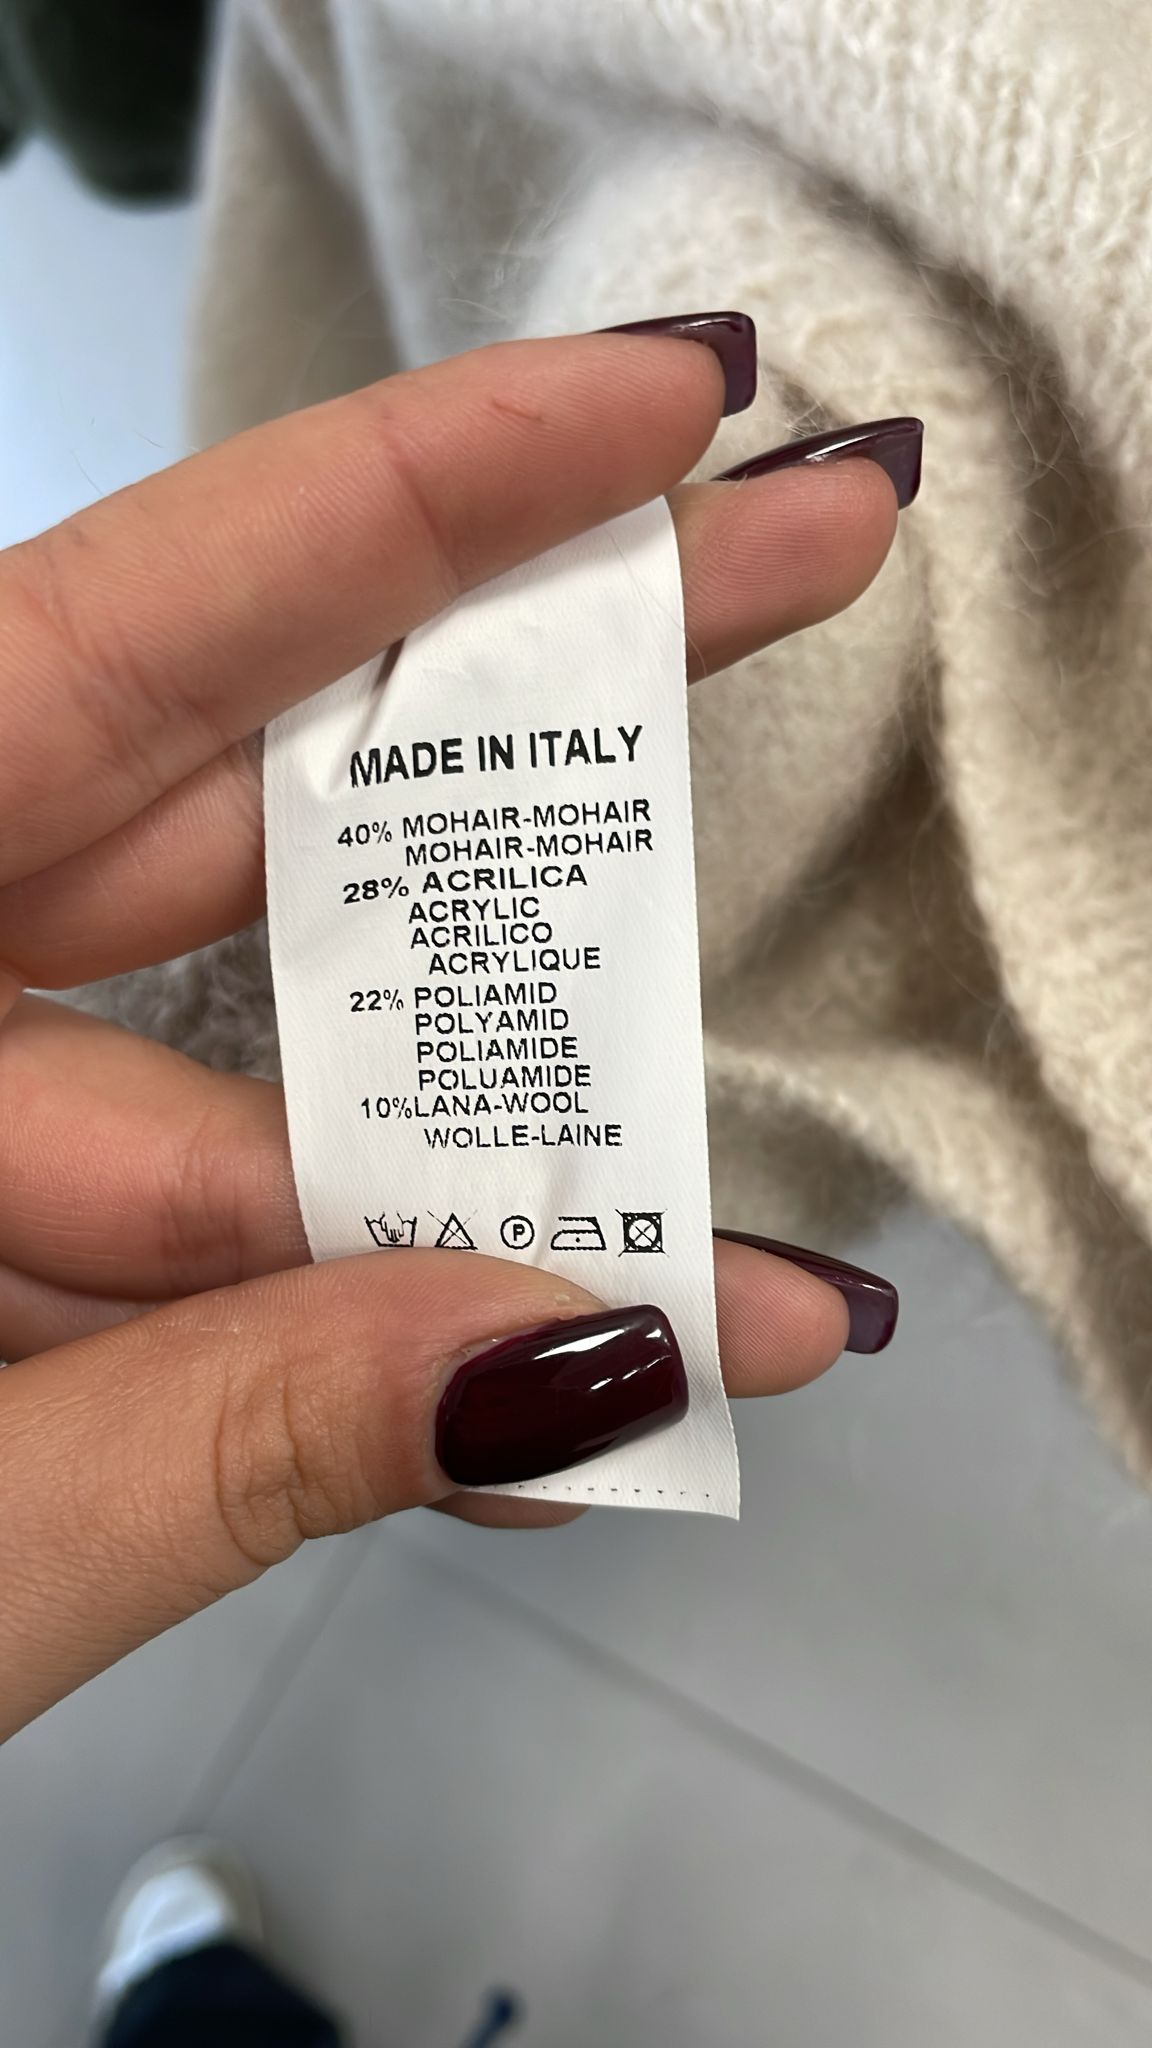 MADE IN ITALY
40% MOHAIR-MOHAIR
MOHAIR-MOHAIR
28% ACRILICA
ACRYLIC
ACRILICO
ACRYLIQUE
22% POLIAMID
POLYAMID
POLIAMIDE
POLUAMIDE
10%LANA-WOOL
WOLLE-LAINE
P